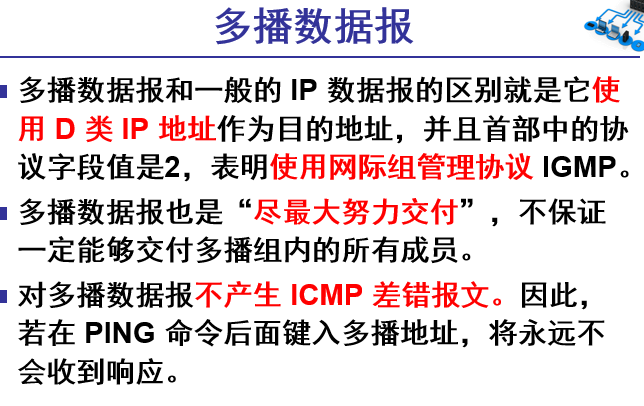 多播数据报
多播数据报和一般的 IP 数据报的区别就是它使
用 D 类 IP 地址作为目的地址，并且首部中的协
议字段值是2，表明使用网际组管理协议 IGMP。
多播数据报也是“尽最大努力交付”，不保证
一定能够交付多播组内的所有成员。
对多播数据报不产生 ICMP 差错报文。因此，
若在 PING 命令后面键入多播地址，将永远不
会收到响应。